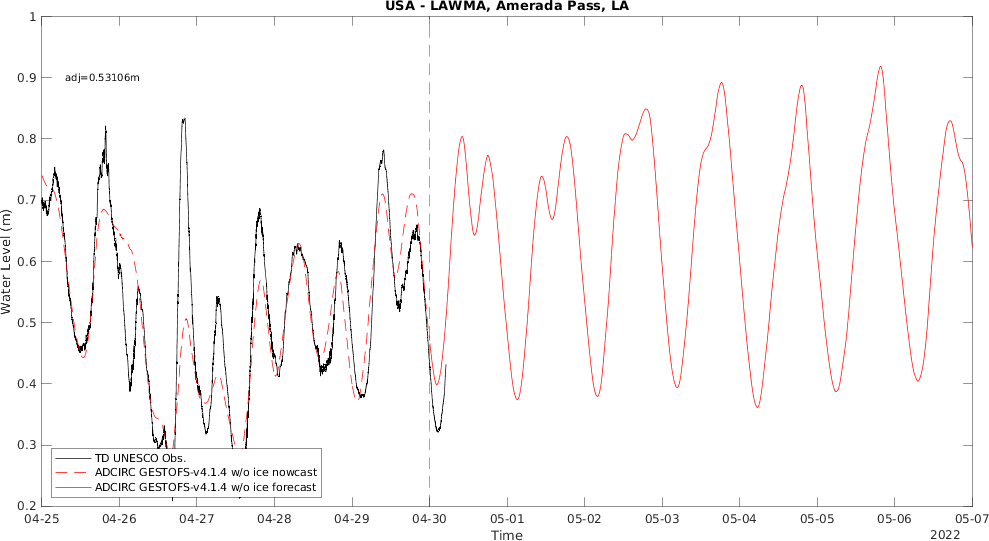 USA - LAWMA, Amerada Pass, LA
1
0.9
0.8
0.7
0.6
0.5
0.4
0.3
0.2
Water Level (m)
adj=0.53106m
TD UNESCO Obs.
ADCIRC GESTOFS-v4.1.4 w/o ice nowcast
ADCIRC GESTOFS-v4.1.4 w/o ice forecast
04-25 04-26 04-27 04-28 04-29 04-30 05-01 05-02 05-03 05-04 05-05 05-06 05-07
Time
2022